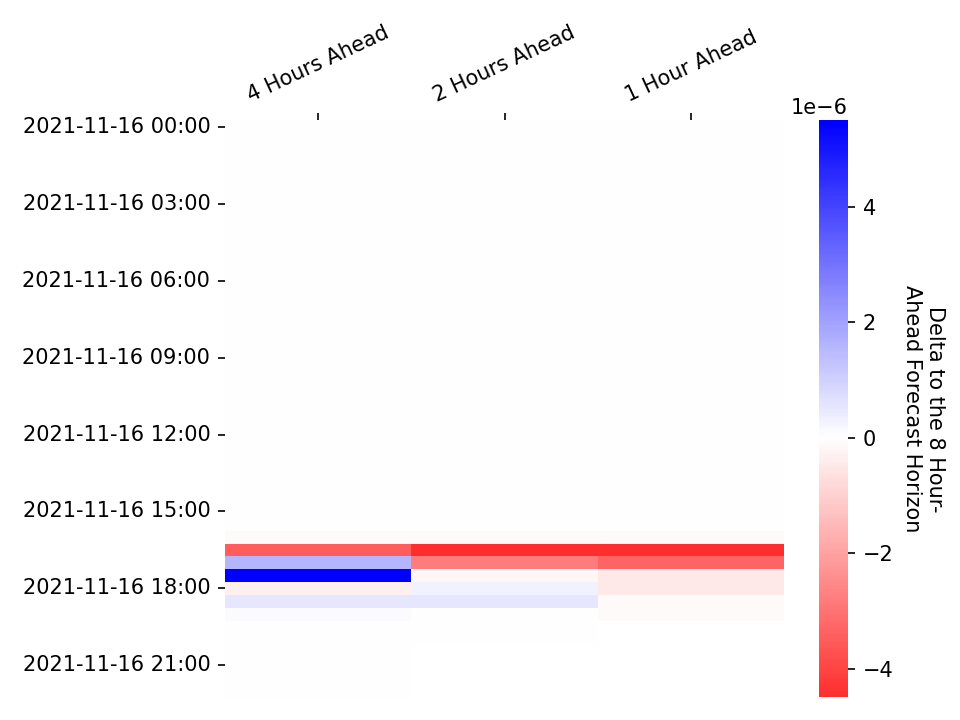 4 Hours Ahead
2 Hours Ahead
1 Hour Ahead
1e−6
2021-11-16 00:00
2021-11-16 03:00
2021-11-16 06:00
2021-11-16 09:00
2021-11-16 12:00
2021-11-16 15:00
2021-11-16 18:00
2021-11-16 21:00
4
2
0
−2
−4
Delta to the 8 Hour-
Ahead Forecast Horizon